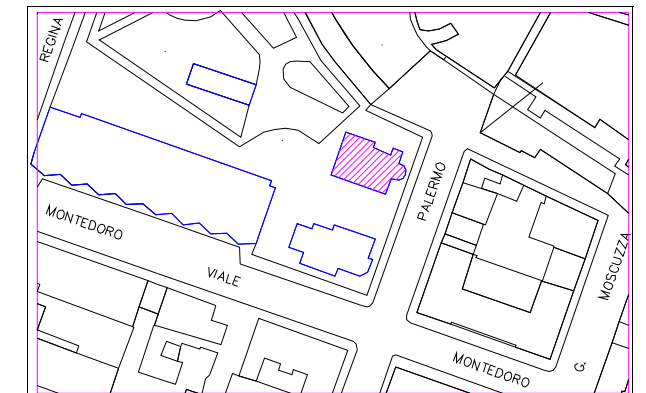 REGINA
PALERMO
MONTEDORO
VIALE
MOSCUZZA
G.
MONTEDORO